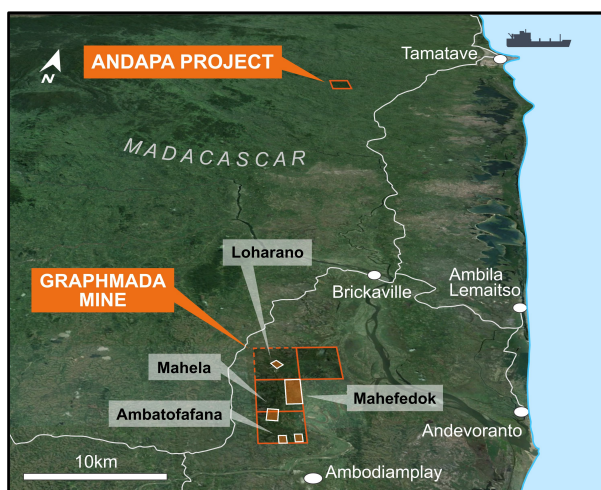 Tamatave
ANDAPA PROJECT
N
MADACASCAR
Loharano
GRAPHMADA
MINE
Brickaville
Ambila
Lemaitso
Mahela
Mahefedok
Ambatofafana
Andevoranto
10km
Ambodiamplay